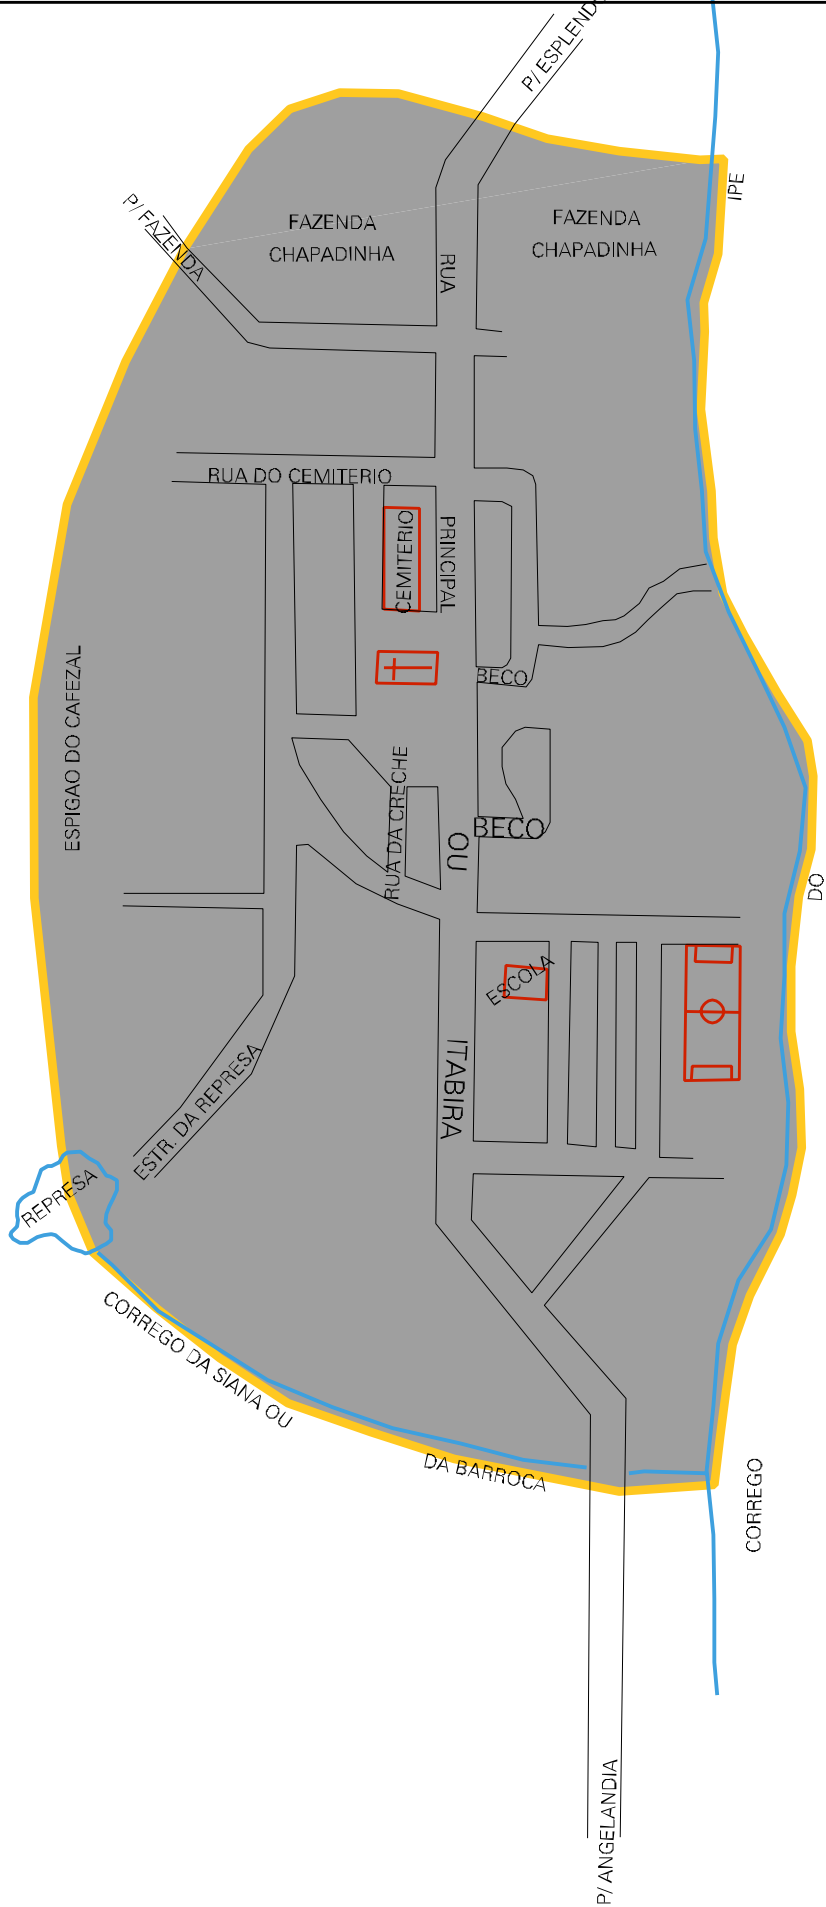 P/ ESPLEND
IPE
P/ FAZENDA
FAZENDA
CHAPADINHA
FAZENDA
CHAPADINHA
RUA
RUA DO CEMITERIO
CEMITERIO
PRINCIPAL
BECO
ESPIGAO DO CAFEZAL
RUA DA CRECHE
OU
BECO
DO
ESCOLA
ITABIRA
ESTR. DA REPRESA
REPRESA
CORREGO DA SIANA OU
DA BARROCA
CORREGO
P/ ANGELANDIA